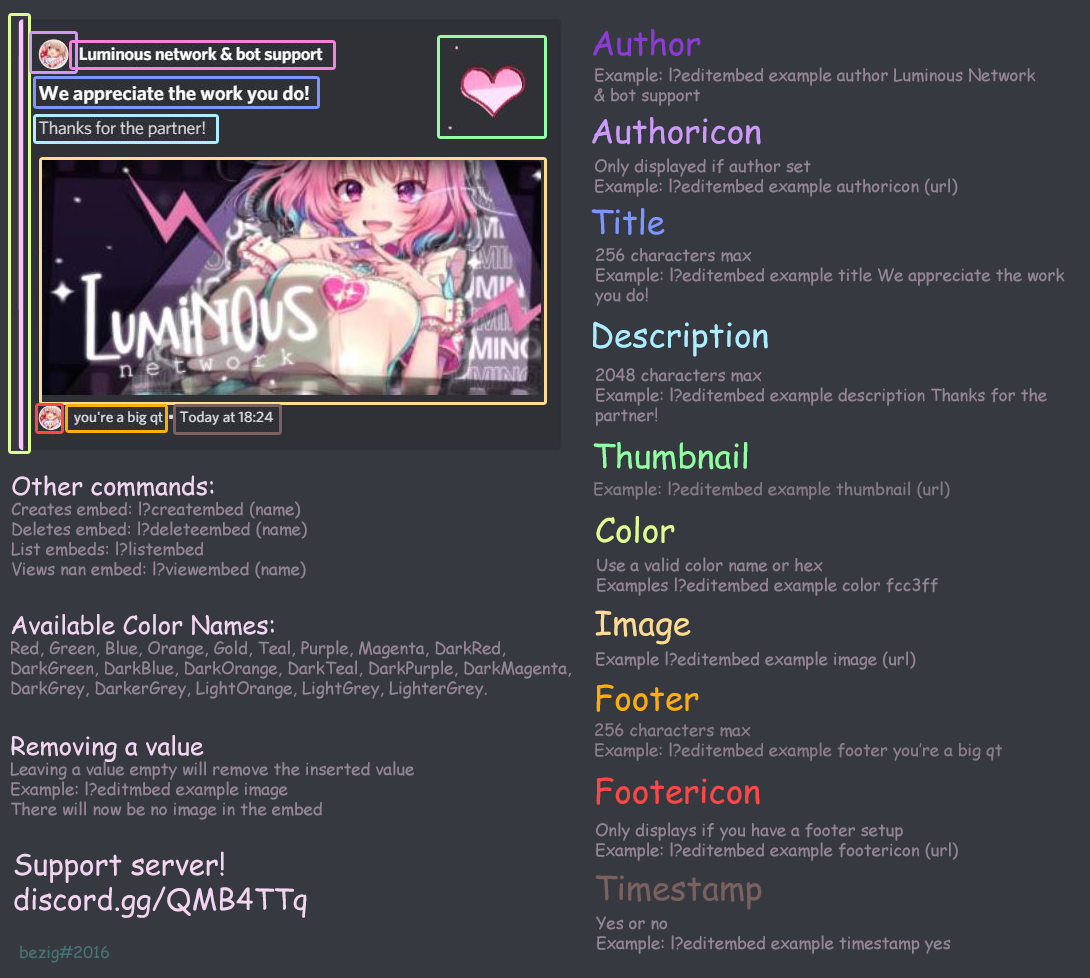 Luminous network & bot support
We appreciate the work you do!
Thanks for the partner!
LUMINOUS
network
you're a big qt • Today at 18:24
Other commands:
Creates embed: l?creatembed (name)
Deletes embed: l?deleteembed (name)
List embeds: l?listembed
Views nan embed: l?viewembed (name)
Available Color Names:
Red, Green, Blue, Orange, Gold, Teal, Purple, Magenta, DarkRed,
DarkGreen, DarkBlue, DarkOrange, DarkTeal, DarkPurple, DarkMagenta,
DarkGrey, DarkerGrey, LightOrange, LightGrey, LighterGrey.
Removing a value
Leaving a value empty will remove the inserted value
Example: l?editmbed example image
There will now be no image in the embed
Support server!
discord.gg/QMB4TTq
bezig#2016
Author
Example: l?editembed example author Luminous Network
& bot support
Authoricon
Only displayed if author set
Example: l?editembed example authoricon (url)
Title
256 characters max
Example: l?editembed example title We appreciate the work
you do!
Description
2048 characters max
Example: l?editembed example description Thanks for the
partner!
Thumbnail
Example: l?editembed example thumbnail (url)
Color
Use a valid color name or hex
Examples l?editembed example color fcc3ff
Image
Example l?editembed example image (url)
Footer
256 characters max
Example: l?editembed example footer you're a big qt
Footericon
Only displays if you have a footer setup
Example: l?editembed example footericon (url)
Timestamp
Yes or no
Example: l?editembed example timestamp yes